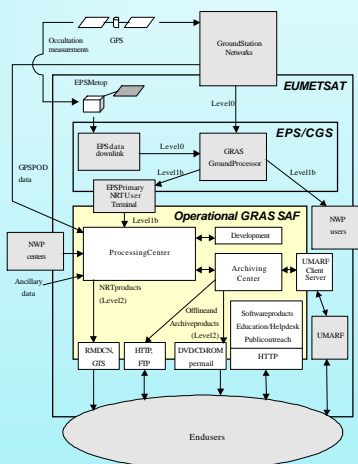 Occultation
measurements
GPS
GroundStation
Networks
EUMETSAT
EPSMetop
Level0
EPS/CGS
GPSPOD
data
EPSdata
downlink
Level0
GRAS
GroundProcessor
Level1b
Level1b
EPSPrimary
NRTUser
Terminal
Level1b
Operational GRAS SAF
NWP
users
NWP
centers
ProcessingCenter
Development
Archiving
Center
UMARF
Client
Server
Ancillary
data
NRTproducts
(Level2)
Offlineand
Archiveproducts
(Level2)
Softwareproducts
Education/Helpdesk
Publicoutreach
HTTP
UMARF
RMDCN,
GTS
HTTP,
FTP
DVDCD-ROM
permail
Endusers